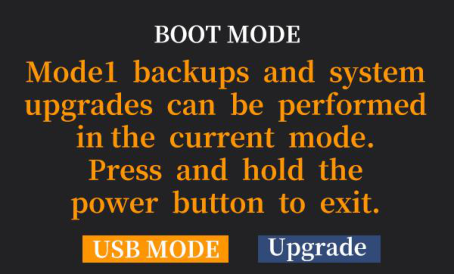 BOOT MODE
Mode1 backups and system
upgrades can be performed
in the current mode.
Press and hold the
power button to exit.
USB MODE Upgrade